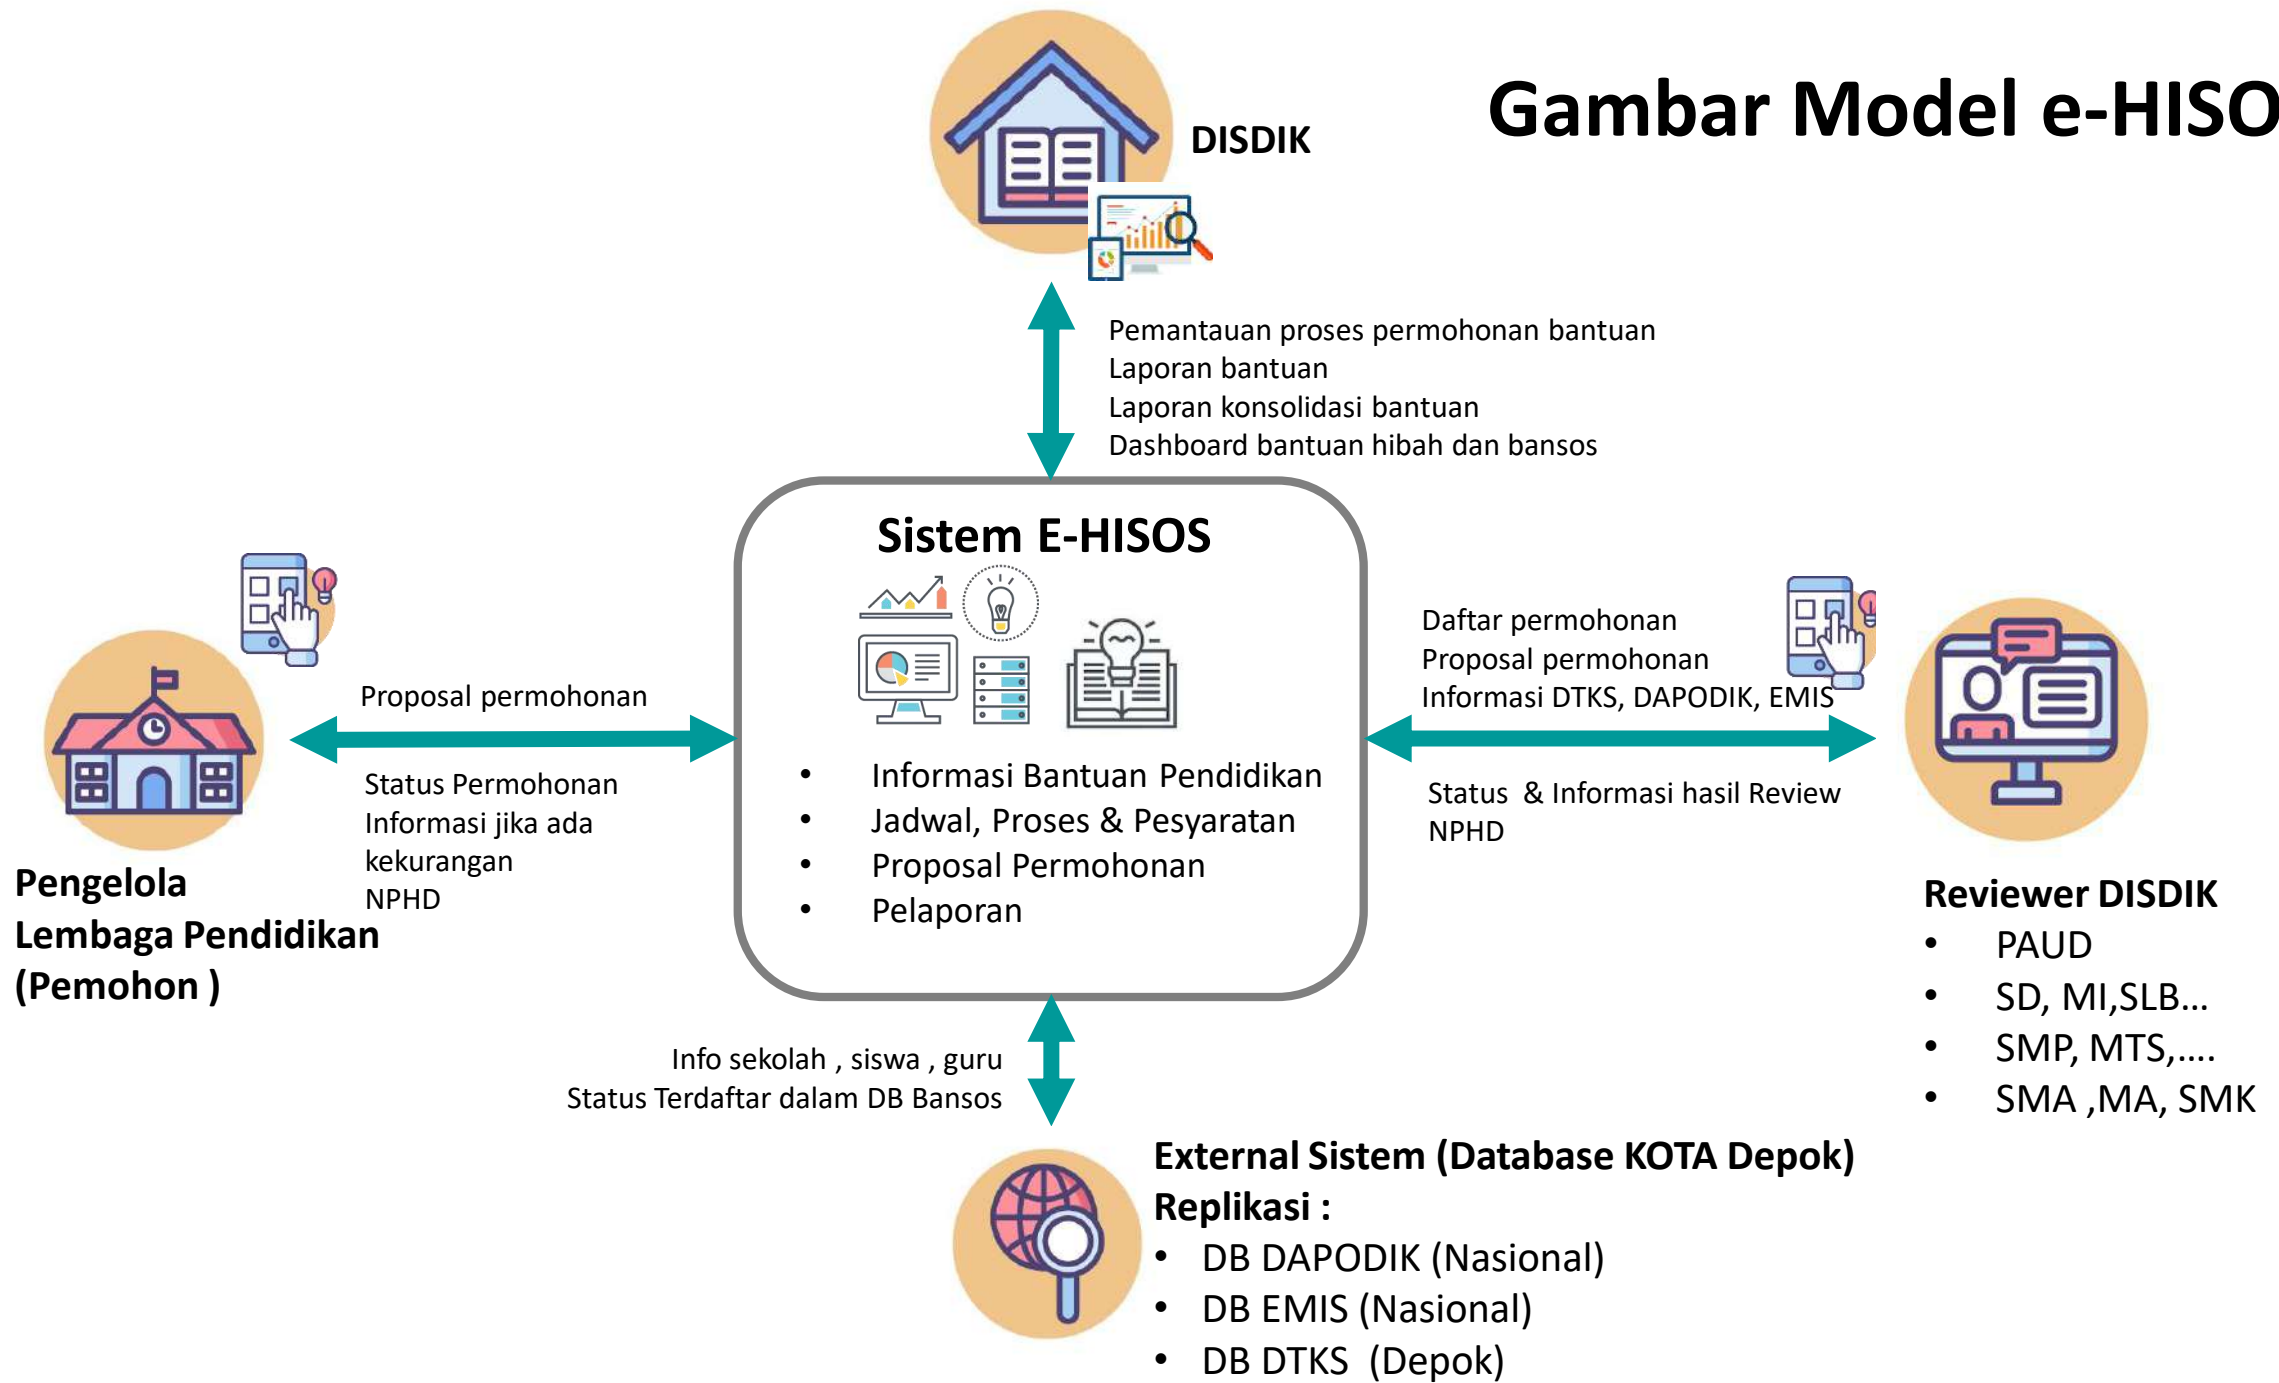 Gambar Model e-HISO
DISDIK
Pemantauan proses permohonan bantuan
Laporan bantuan
Laporan konsolidasi bantuan
Dashboard bantuan hibah dan bansos
Sistem E-HISOS
• Informasi Bantuan Pendidikan
• Jadwal, Proses & Pesyaratan
• Proposal Permohonan
• Pelaporan
Proposal permohonan
Status Permohonan
Informasi jika ada
kekurangan
NPHD
Pengelola
Lembaga Pendidikan
(Pemohon )
Daftar permohonan
Proposal permohonan
Informasi DTKS, DAPODIK, EMIS
Status & Informasi hasil Review
NPHD
Reviewer DISDIK
• PAUD
• SD, MI,SLB...
• SMP, MTS,....
• SMA ,MA, SMK
Info sekolah , siswa , guru
Status Terdaftar dalam DB Bansos
External Sistem (Database KOTA Depok)
Replikasi :
• DB DAPODIK (Nasional)
• DB EMIS (Nasional)
• DB DTKS (Depok)